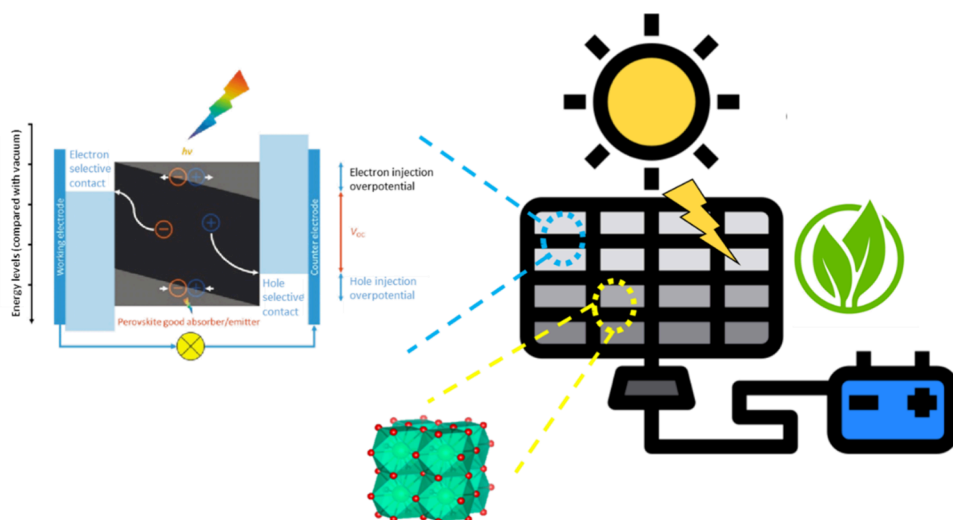 Energy levels (compared with vacuum)
Working electrode
Electron
selective
contact
hν
Counter electrode
Electron injection
overpotential
Voc
Hole injection
overpotential
Hole
selective
contact
Perovskite good absorber/emitter